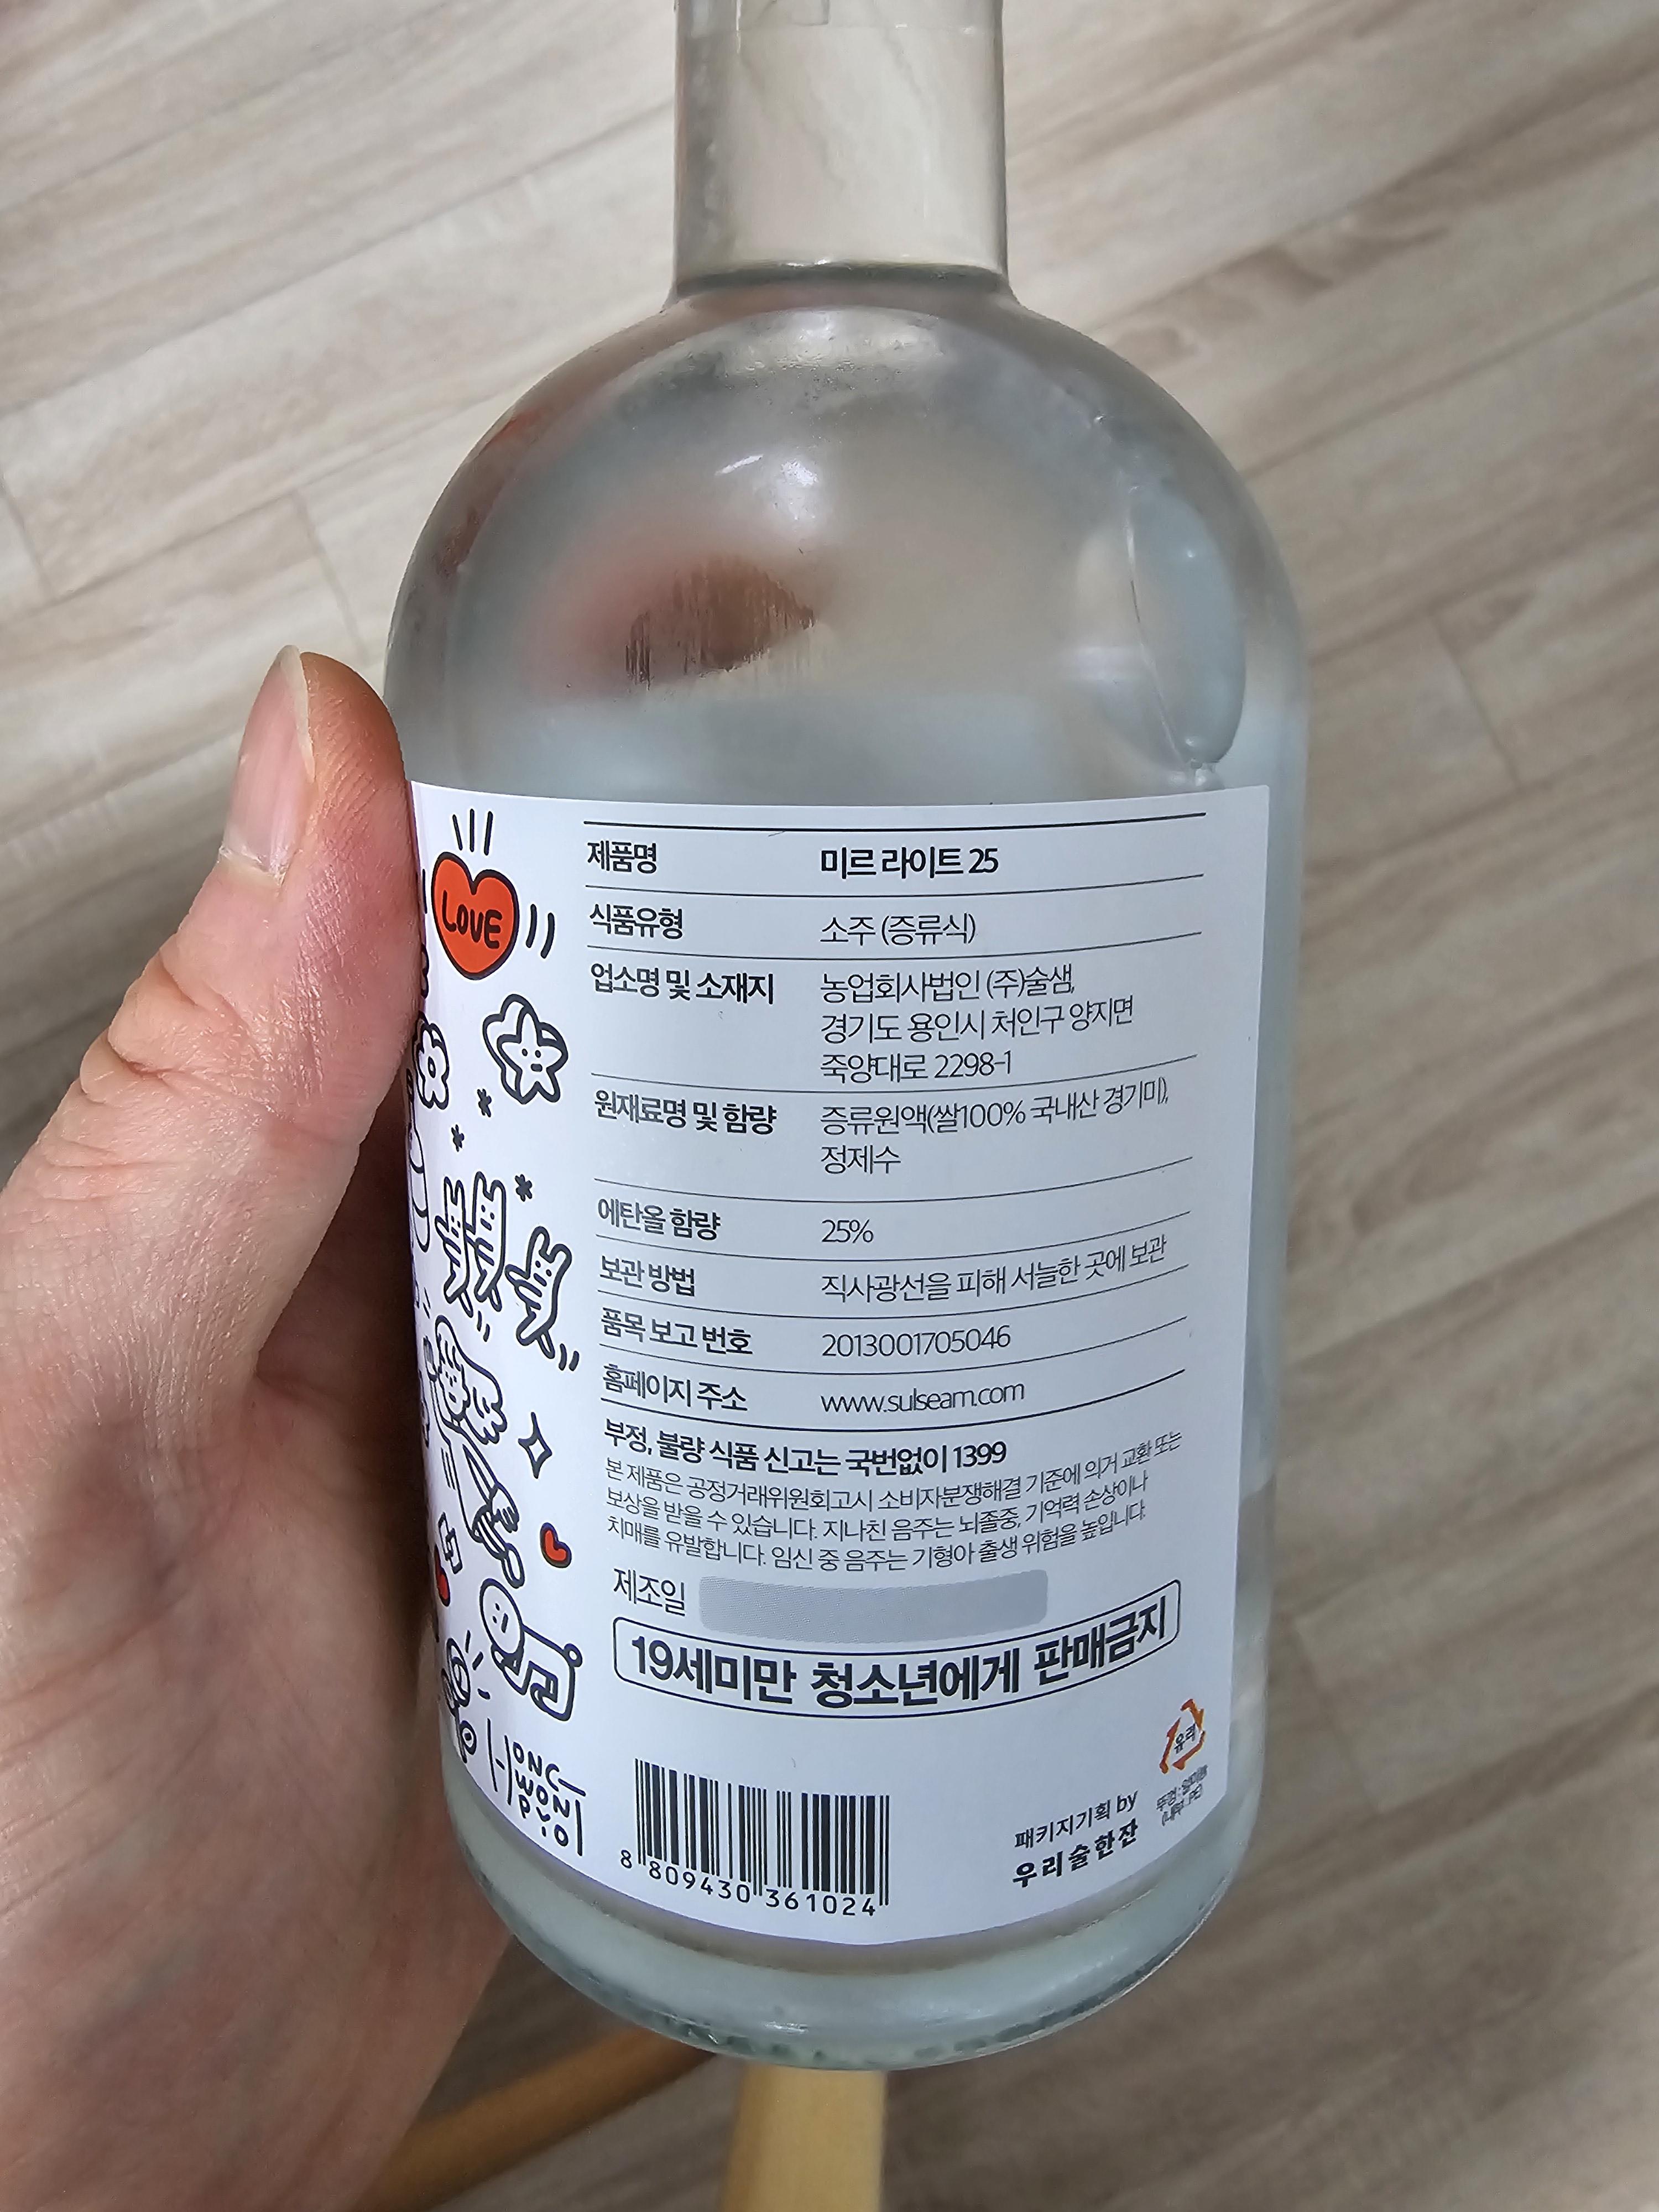 LOVE
제품명 미르 라이트 25
식품유형 소주 (증류식)
업소명 및 소재지 농업회사법인 (주)술샘,
경기도 용인시 처인구 양지면
죽양대로 2298-1
원재료명 및 함량 증류원액(쌀100% 국내산 경기미),
정제수
에탄올 함량 25%
보관 방법 직사광선을 피해 서늘한 곳에 보관
품목 보고 번호 2013001705046
홈페이지 주소 www.sulseam.com
부정, 불량 식품 신고는 국번없이 1399
본 제품은 공정거래위원회고시 소비자분쟁해결 기준에 의거 교환 또는
보상을 받을 수 있습니다. 지나친 음주는 뇌졸중, 기억력 손상이나
치매를 유발합니다. 임신 중 음주는 기형아 출생 위험을 높입니다.
제조일
19세미만 청소년에게 판매금지
유리
뚜껑 : 알미늄
(내부 : PE)
패키지기획 by
우리술한잔
8 809430 361024